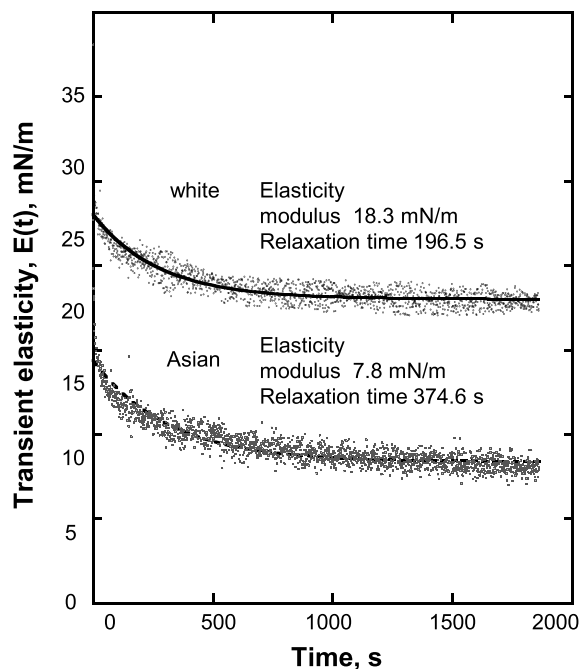 35
30
25
20
15
10
5
0
Transient elasticity, E(t), mN/m
white
Elasticity
modulus 18.3 mN/m
Relaxation time 196.5 s
Asian
Elasticity
modulus 7.8 mN/m
Relaxation time 374.6 s
0 500 1000 1500 2000
Time, s